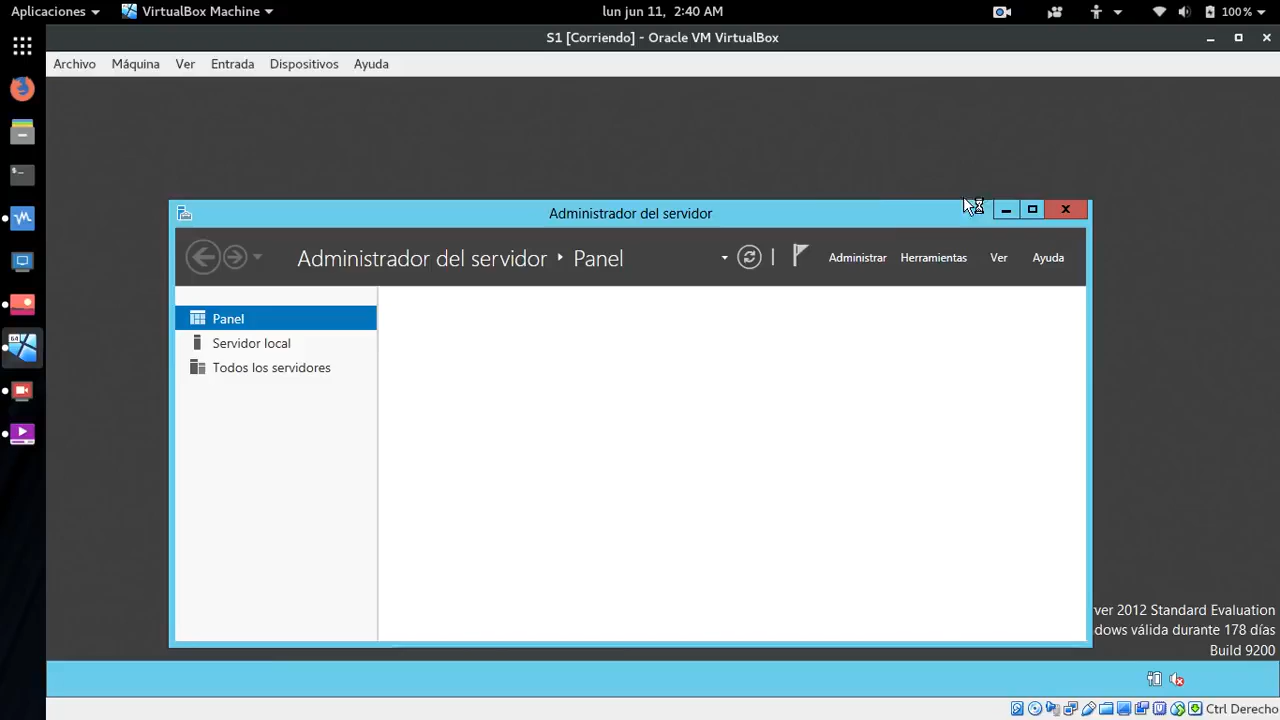 Aplicaciones VirtualBox Machine lun jun 11, 2:40 AM 100%
S1 [Corriendo] - Oracle VM VirtualBox
Archivo Máquina Ver Entrada Dispositivos Ayuda
Administrador del servidor
Administrador del servidor Panel Administrar Herramientas Ver Ayuda
Panel
Servidor local
Todos los servidores
ver 2012 Standard Evaluation
dows válida durante 178 días
Build 9200
Ctrl Derecho